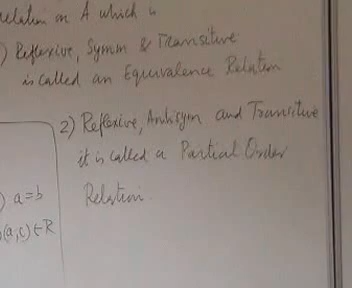 relation on A which is
1) Reflexive, Symm & Transitive
is called an Equivalence Relation
2) Reflexive, Antisym and Transitive
it is called a Partial Order
Relation.
) a=b
(a,c)∈R